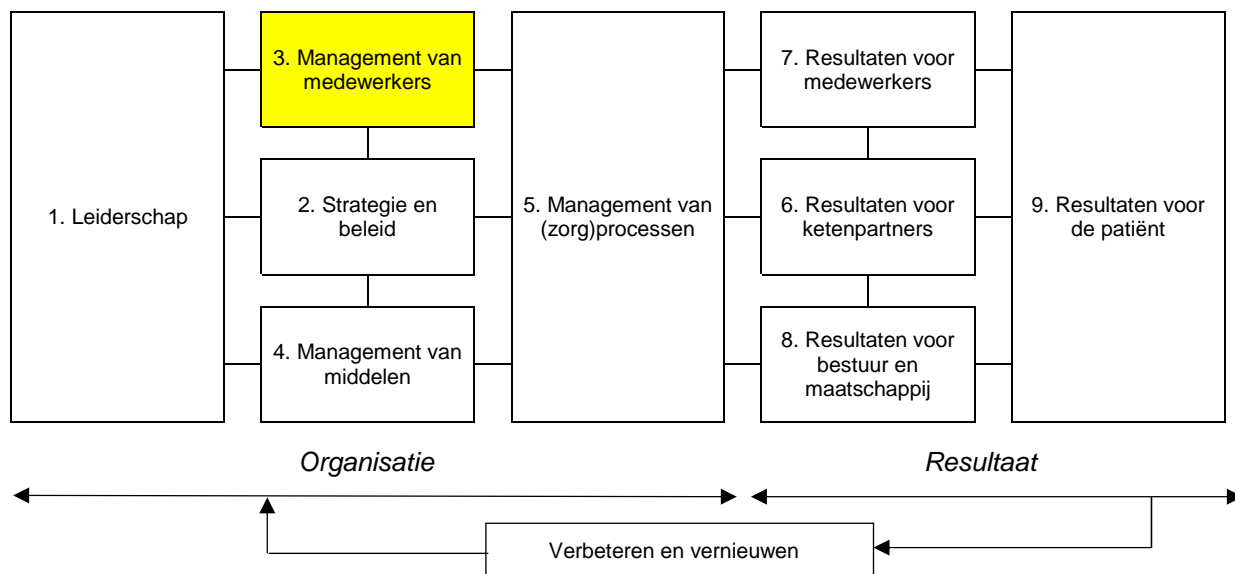 1. Leiderschap
3. Management van
medewerkers
2. Strategie en
beleid
4. Management van
middelen
5. Management van
(zorg)processen
7. Resultaten voor
medewerkers
6. Resultaten voor
ketenpartners
8. Resultaten voor
bestuur en
maatschappij
9. Resultaten voor
de patiënt
Organisatie
Resultaat
Verbeteren en vernieuwen